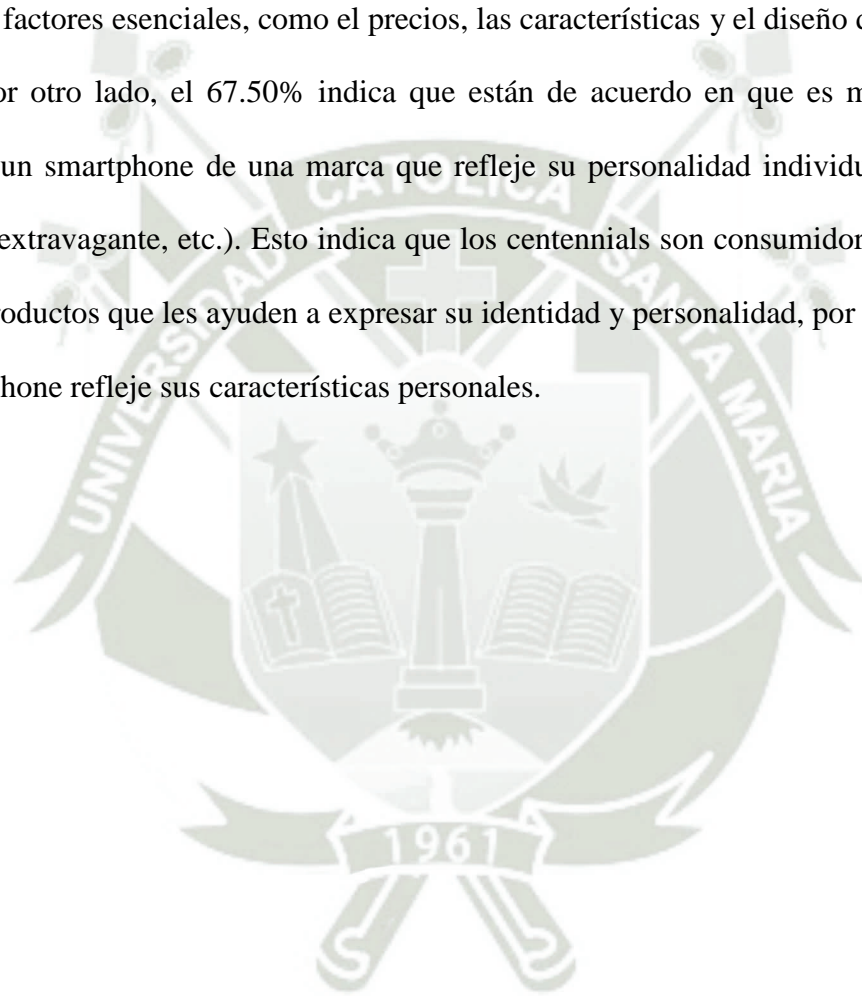 factores esenciales, como el precios, las características y el diseño
or otro lado, el 67.50% indica que están de acuerdo en que es
un smartphone de una marca que refleje su personalidad
extravagante, etc.). Esto indica que los centennials son
roductos que les ayuden a expresar su identidad y personalidad, por
hone refleje sus características personales.
UNIVERSIDAD CATOLICA SANTA MARIA
1961